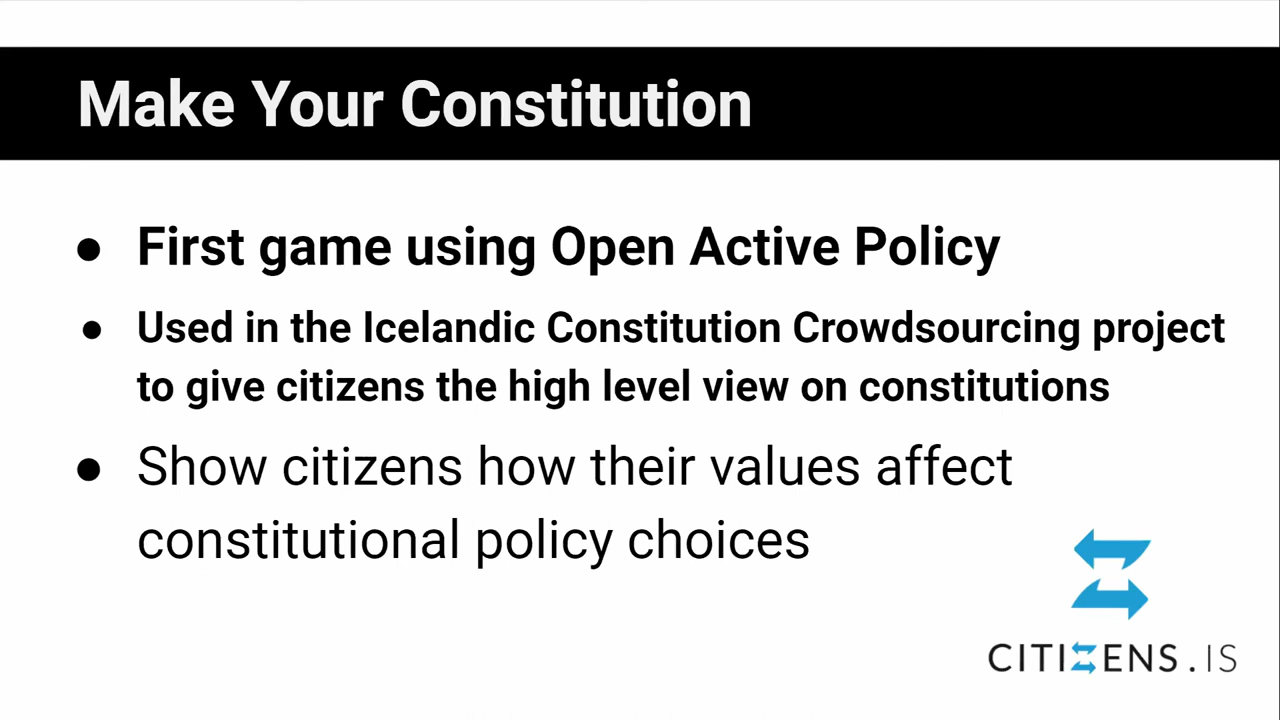 Make Your Constitution
● First game using Open Active Policy
● Used in the Icelandic Constitution Crowdsourcing project
to give citizens the high level view on constitutions
● Show citizens how their values affect
constitutional policy choices
CITIZENS.IS